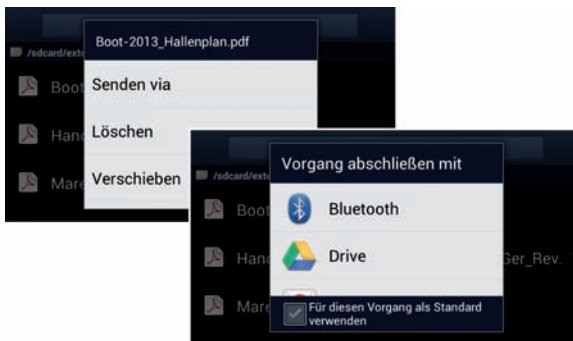 Boot-2013_Hallenplan.pdf
/sdcard/exte
Boot
Senden via
Hand
Löschen
Mare
Verschieben
Vorgang abschließen mit
/sdcard/exte
Boot
Bluetooth
Hand
Drive
Ger_Rev.
Mare
Für diesen Vorgang als Standard
verwenden